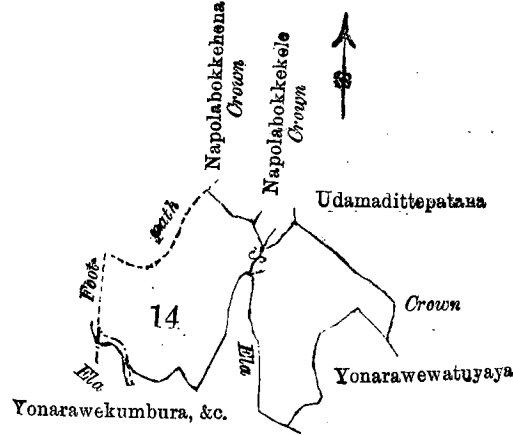 Napolabokkehena
Crown
Napolabokkekele
Crown
Udamadittepatana
Foot path
14
Crown
Ela
Ela
Yonarawewatuyaya
Yonarawekumbura, &c.